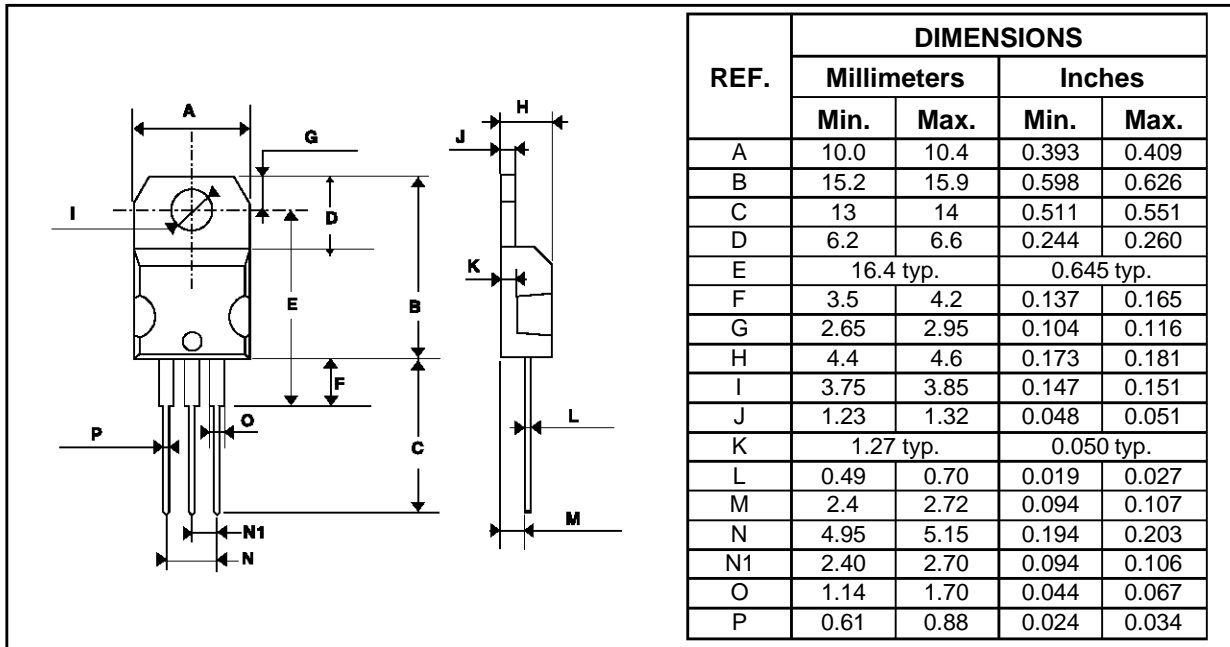 A
G
I
D
E
B
F
P
O
C
N1
N
H
J
K
L
M
REF. DIMENSIONS
Millimeters Inches
Min. Max. Min. Max.
A 10.0 10.4 0.393 0.409
B 15.2 15.9 0.598 0.626
C 13 14 0.511 0.551
D 6.2 6.6 0.244 0.260
E 16.4 typ. 0.645 typ.
F 3.5 4.2 0.137 0.165
G 2.65 2.95 0.104 0.116
H 4.4 4.6 0.173 0.181
I 3.75 3.85 0.147 0.151
J 1.23 1.32 0.048 0.051
K 1.27 typ. 0.050 typ.
L 0.49 0.70 0.019 0.027
M 2.4 2.72 0.094 0.107
N 4.95 5.15 0.194 0.203
N1 2.40 2.70 0.094 0.106
O 1.14 1.70 0.044 0.067
P 0.61 0.88 0.024 0.034